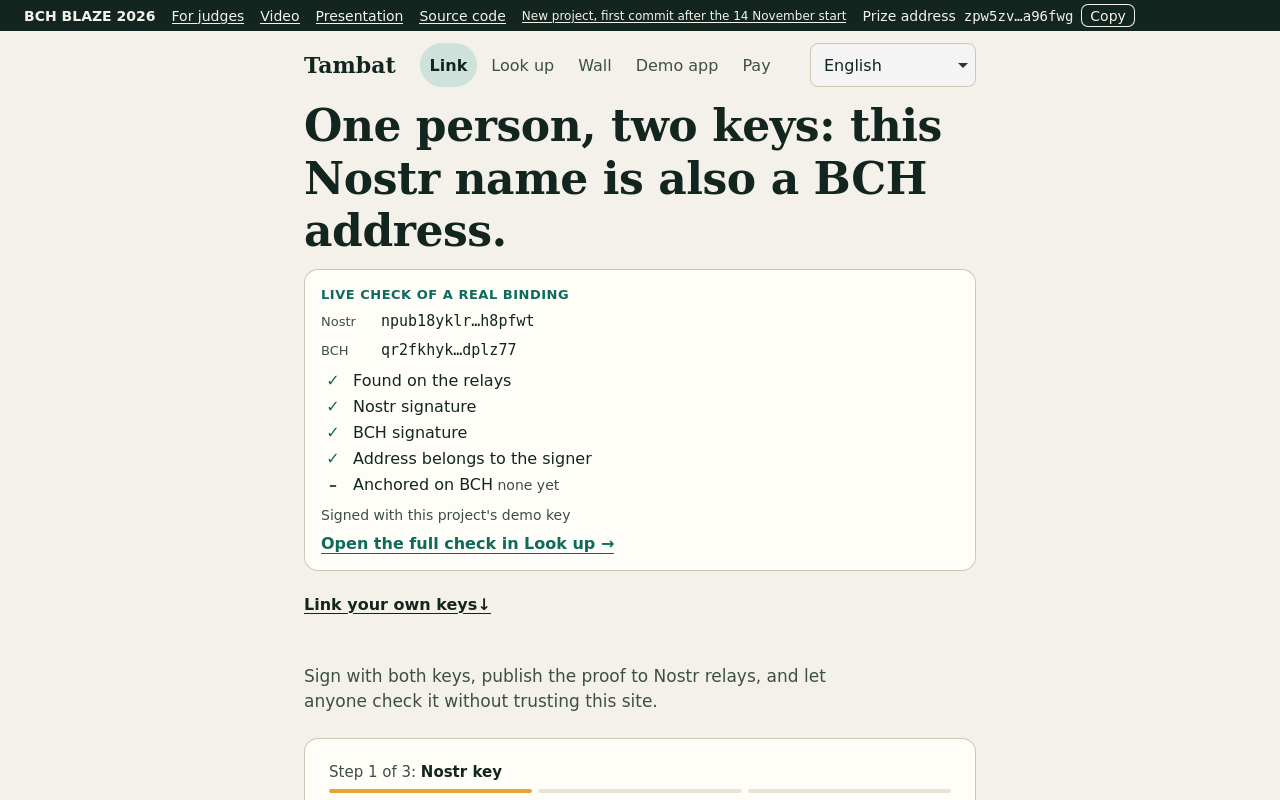 BCH BLAZE 2026 For judges Video Presentation Source code New project, first commit after the 14 November start Prize address zpw5zv…a96fwg Copy
Tambat Link Look up Wall Demo app Pay English
One person, two keys: this
Nostr name is also a BCH
address.
LIVE CHECK OF A REAL BINDING
Nostr npub18yklr…h8pfwt
BCH qr2fkhyk…dplz77
✓ Found on the relays
✓ Nostr signature
✓ BCH signature
✓ Address belongs to the signer
– Anchored on BCH none yet
Signed with this project's demo key
Open the full check in Look up →
Link your own keys↓
Sign with both keys, publish the proof to Nostr relays, and let
anyone check it without trusting this site.
Step 1 of 3: Nostr key